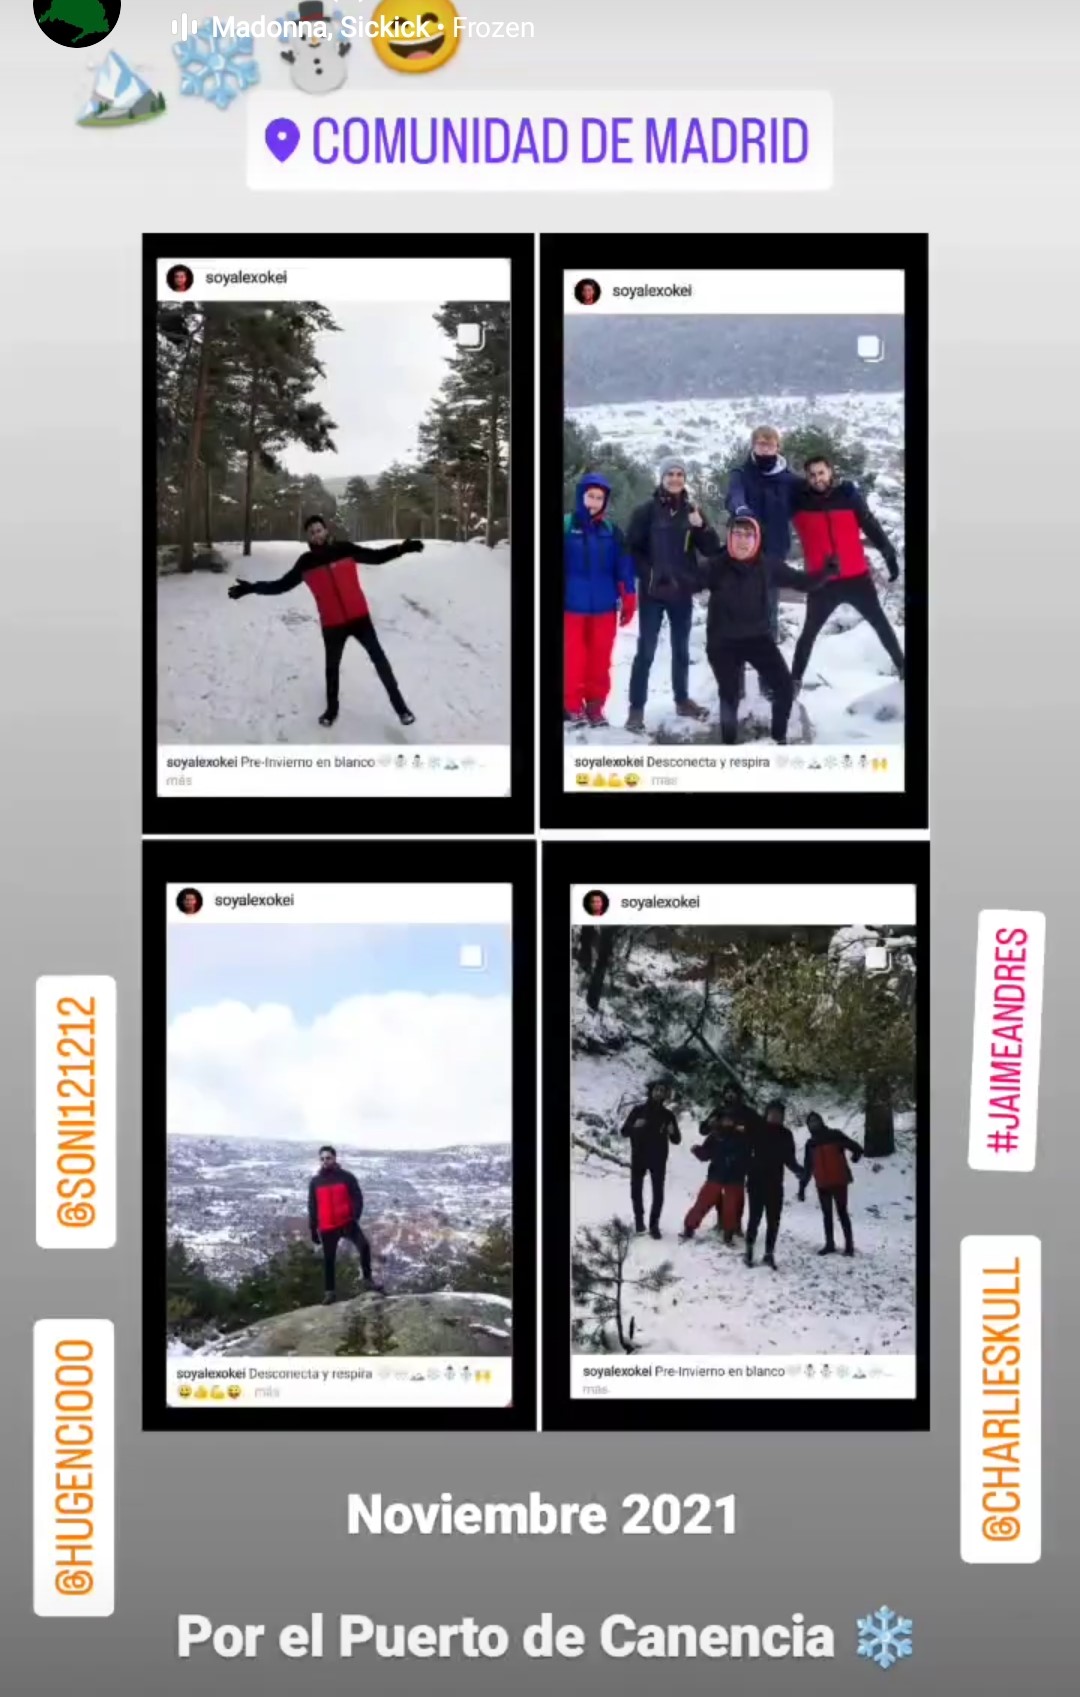 Madonna, Sickick • Frozen
COMUNIDAD DE MADRID
soyalexokei
soyalexokei Pre-Invierno en blanco
más
soyalexokei
soyalexokei Desconecta y respira
más
soyalexokei
soyalexokei Desconecta y respira
más
soyalexokei
soyalexokei Pre-Invierno en blanco
más
@SONI121212
@HUGENCIOOO
#JAIMEANDRES
@CHARLIESKULL
Noviembre 2021
Por el Puerto de Canencia